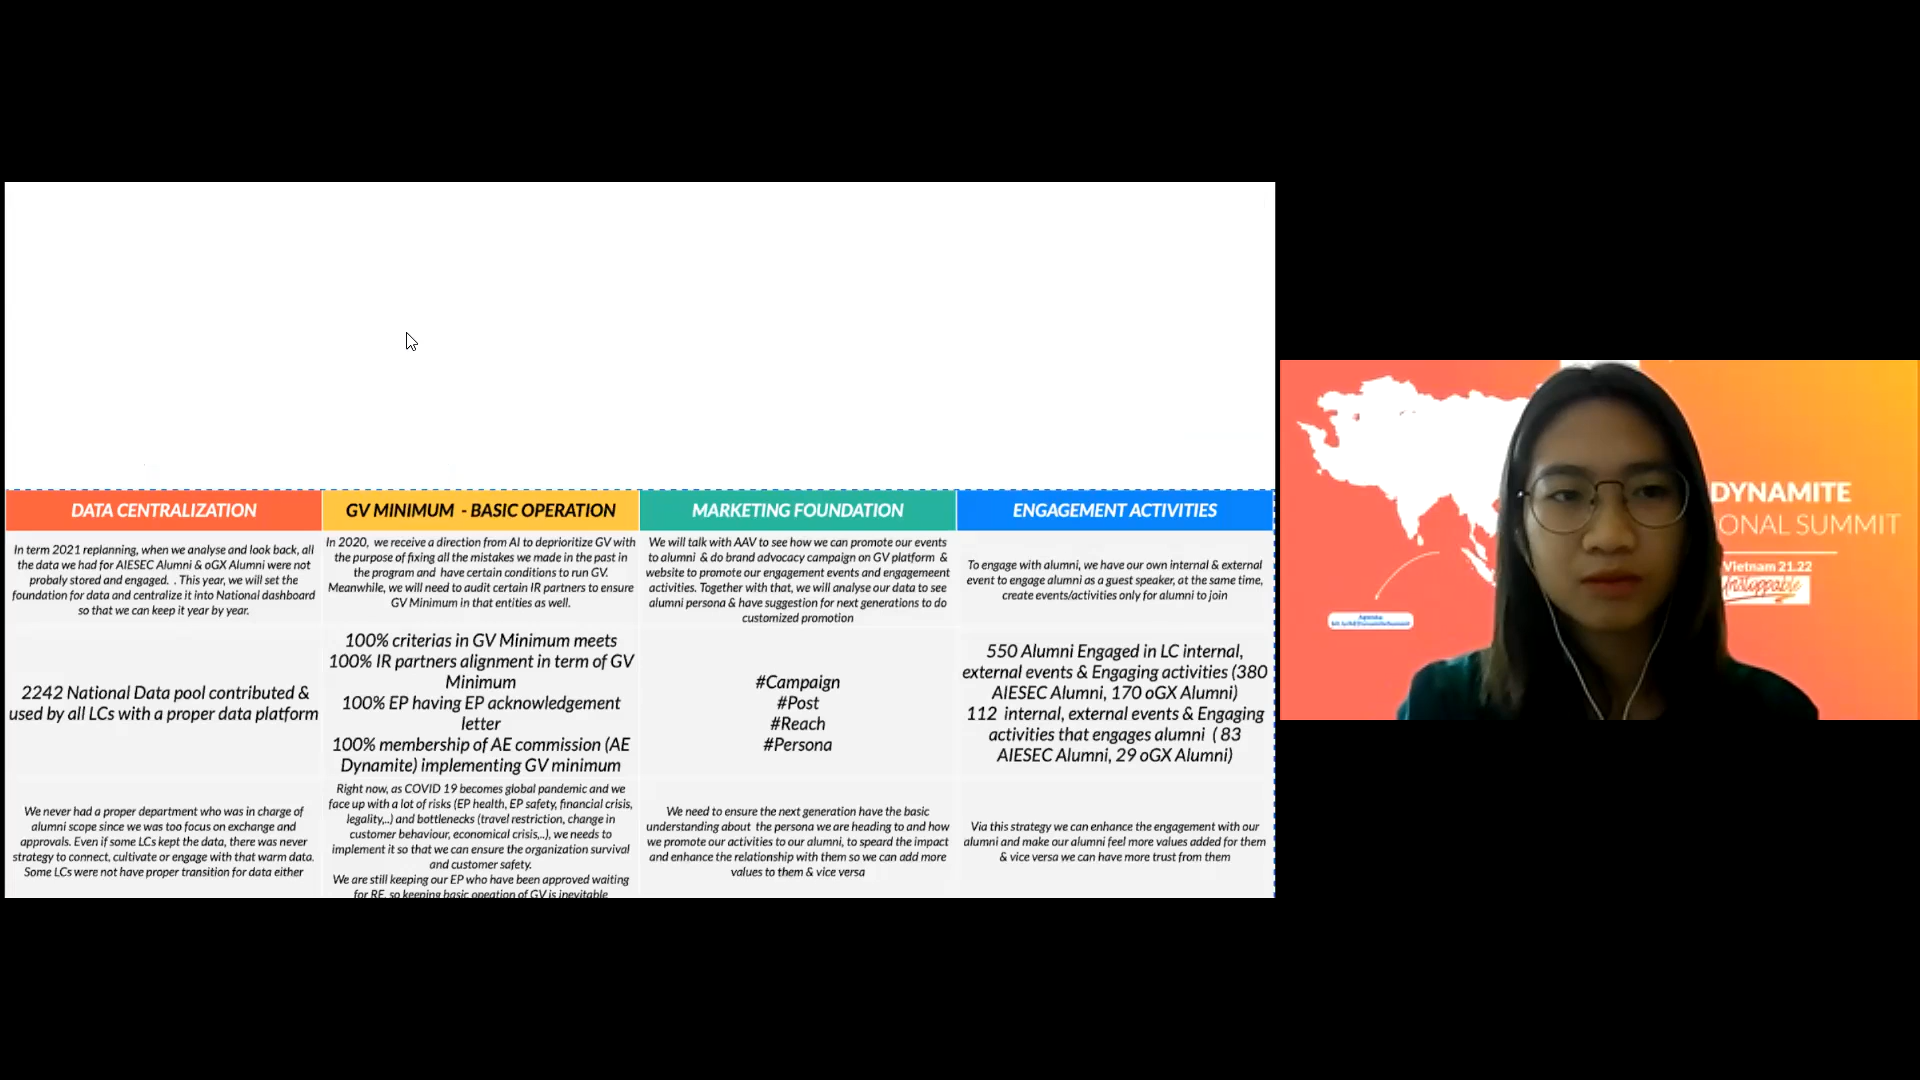 DATA CENTRALIZATION
In term 2021 replanning, when we analyse and look back, all
the data we had for AIESEC Alumni & oGX Alumni were not
probaly stored and engaged. . This year, we will set the
foundation for data and centralize it into National dashboard
so that we can keep it year by year.
2242 National Data pool contributed &
used by all LCs with a proper data platform
We never had a proper department who was in charge of
alumni scope since we was too focus on exchange and
approvals. Even if some LCs kept the data, there was never
strategy to connect, cultivate or engage with that warm data.
Some LCs were not have proper transition for data either
GV MINIMUM - BASIC OPERATION
In 2020, we receive a direction from AI to deprioritize GV with
the purpose of fixing all the mistakes we made in the past in
the program and have certain conditions to run GV.
Meanwhile, we will need to audit certain IR partners to ensure
GV Minimum in that entities as well.
100% criterias in GV Minimum meets
100% IR partners alignment in term of GV
Minimum
100% EP having EP acknowledgement
letter
100% membership of AE commission (AE
Dynamite) implementing GV minimum
Right now, as COVID 19 becomes global pandemic and we
face up with a lot of risks (EP health, EP safety, financial crisis,
legality,..) and bottlenecks (travel restriction, change in
customer behaviour, economical crisis,..), we needs to
implement it so that we can ensure the organization survival
and customer safety.
We are still keeping our EP who have been approved waiting
for RE, so keeping basic opeation of GV is inevitable
MARKETING FOUNDATION
We will talk with AAV to see how we can promote our events
to alumni & do brand advocacy campaign on GV platform &
website to promote our engagement events and engagemeent
activities. Together with that, we will analyse our data to see
alumni persona & have suggestion for next generations to do
customized promotion
#Campaign
#Post
#Reach
#Persona
We need to ensure the next generation have the basic
understanding about the persona we are heading to and how
we promote our activities to our alumni, to speard the impact
and enhance the relationship with them so we can add more
values to them & vice versa
ENGAGEMENT ACTIVITIES
To engage with alumni, we have our own internal & external
event to engage alumni as a guest speaker, at the same time,
create events/activities only for alumni to join
550 Alumni Engaged in LC internal,
external events & Engaging activities (380
AIESEC Alumni, 170 oGX Alumni)
112 internal, external events & Engaging
activities that engages alumni ( 83
AIESEC Alumni, 29 oGX Alumni)
Via this strategy we can enhance the engagement with our
alumni and make our alumni feel more values added for them
& vice versa we can have more trust from them
DYNAMITE
ONAL SUMMIT
Vietnam 21.22
Unstoppable